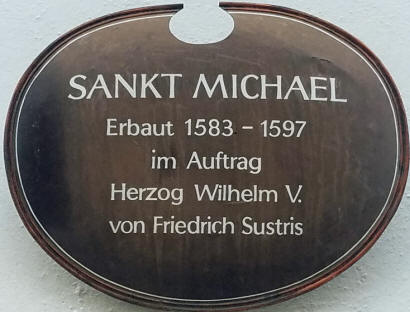 SANKT MICHAEL
Erbaut 1583 – 1597
im Auftrag
Herzog Wilhelm V.
von Friedrich Sustris